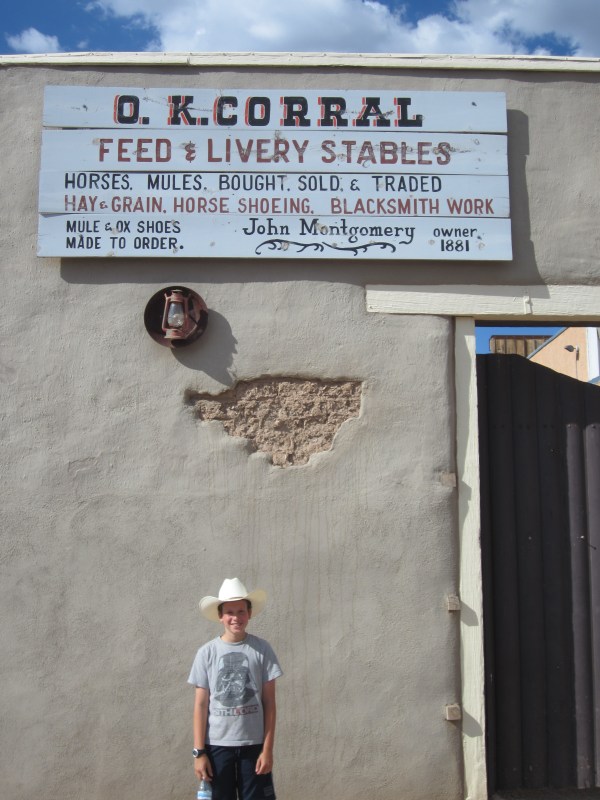 O. K. CORRAL
FEED & LIVERY STABLES
HORSES, MULES, BOUGHT, SOLD, & TRADED
HAY & GRAIN, HORSE SHOEING, BLACKSMITH WORK
MULE & OX SHOES
MADE TO ORDER.
John Montgomery
owner
1881